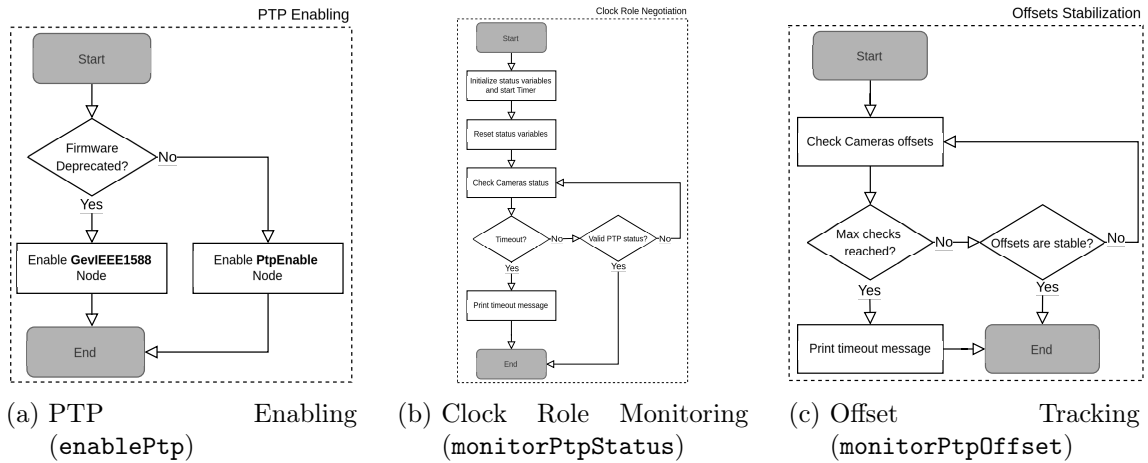 PTP Enabling
Start
Firmware
Deprecated?
No
Yes
Enable GevIEEE1588
Node
Enable PtpEnable
Node
End
(a) PTP Enabling
(enablePtp)
Clock Role Negotiation
Start
Initialize status variables
and start Timer
Reset status variables
Check Cameras status
Timeout?
No
Valid PTP status?
No
Yes
Yes
Print timeout message
End
(b) Clock Role Monitoring
(monitorPtpStatus)
Offsets Stabilization
Start
Check Cameras offsets
Max checks
reached?
No
Offsets are stable?
No
Yes
Yes
Print timeout message
End
(c) Offset Tracking
(monitorPtpOffset)